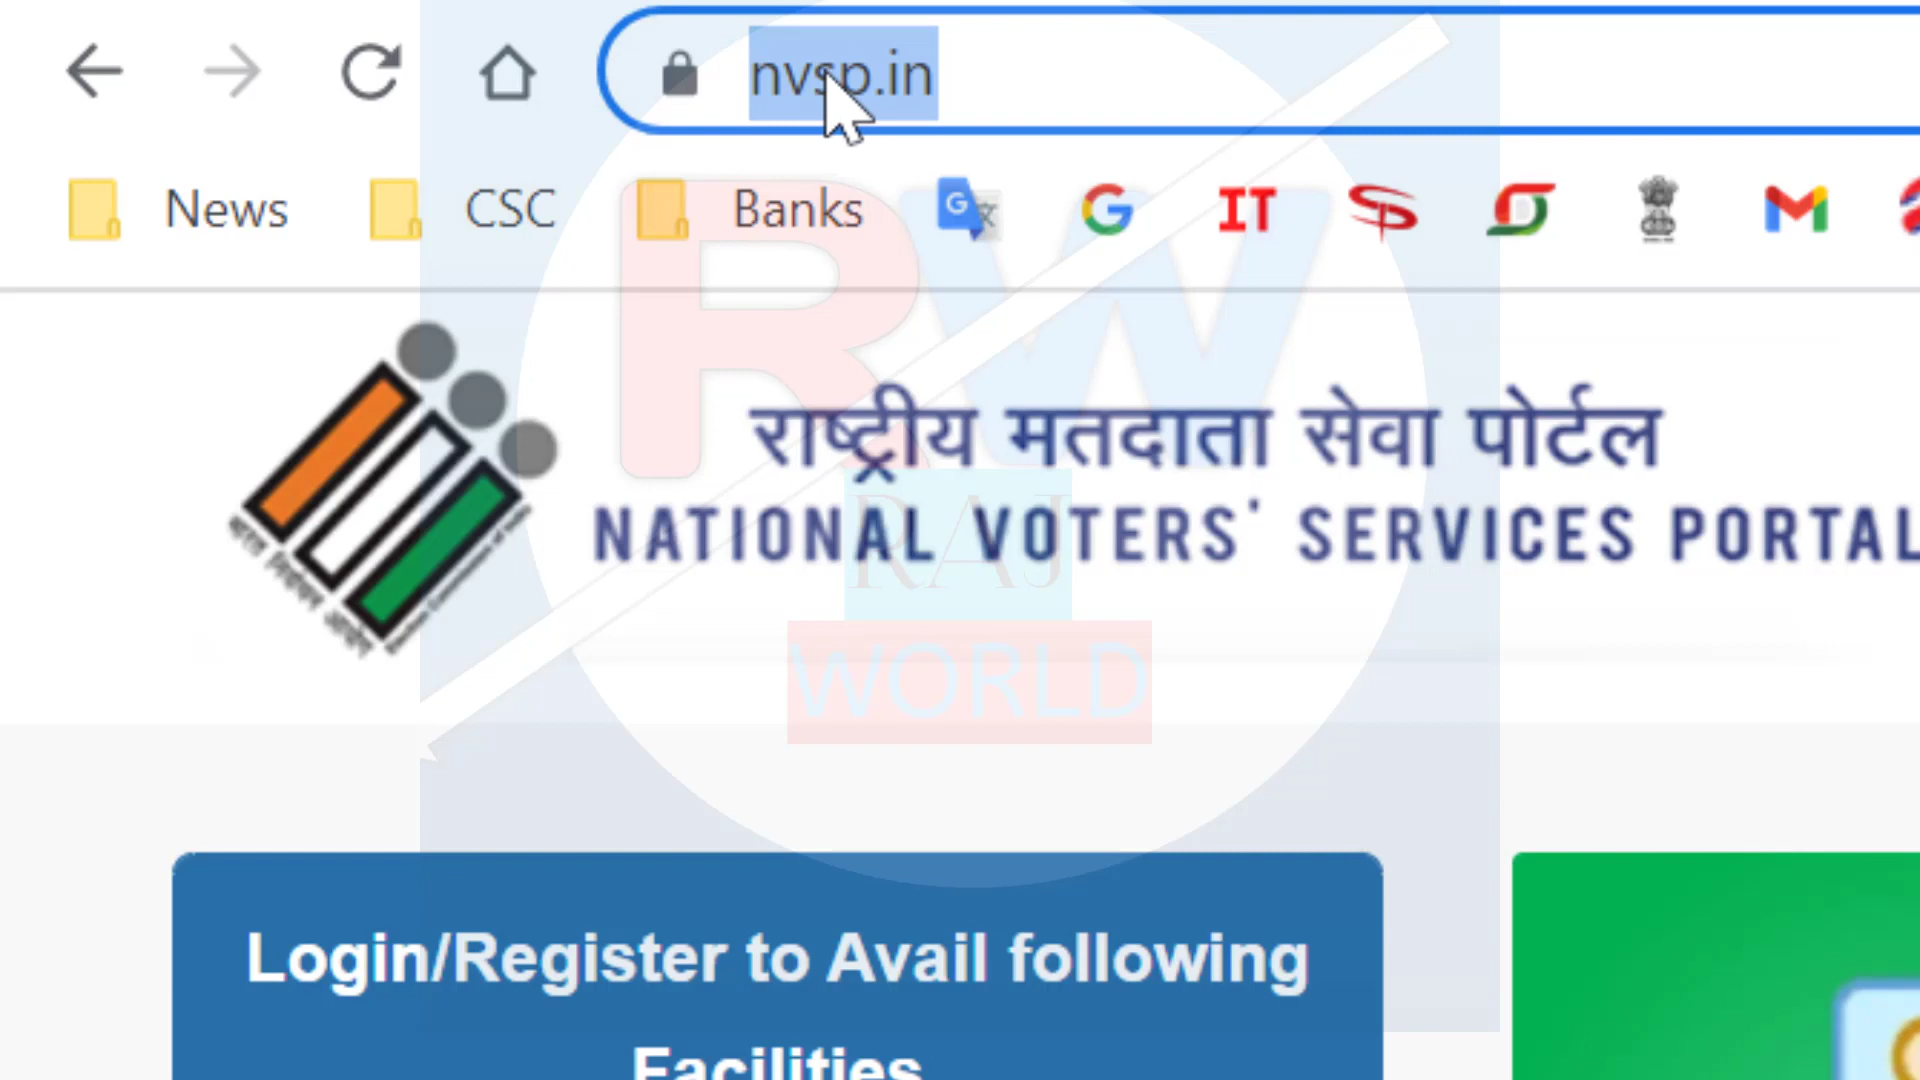 nvsp.in
News CSC Banks IT
राष्ट्रीय मतदाता सेवा पोर्टल
NATIONAL VOTERS' SERVICES PORTAL
RAJ
WORLD
Login/Register to Avail following
Facilities